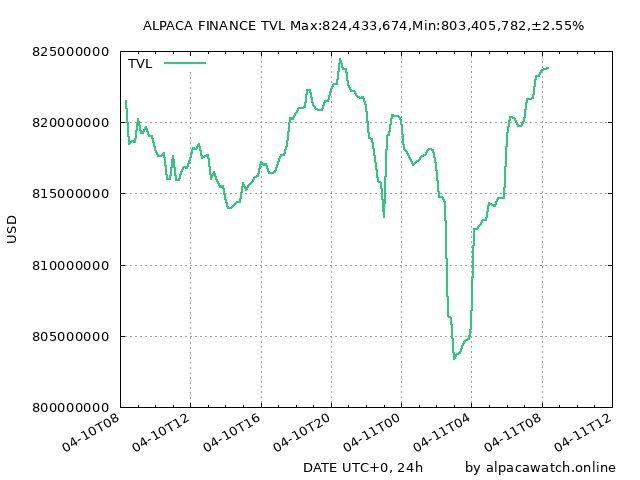 ALPACA FINANCE TVL Max:824,433,674,Min:803,405,782,±2.55%
TVL
825000000
820000000
815000000
810000000
805000000
800000000
USD
04-10T08
04-10T12
04-10T16
04-10T20
04-11T00
04-11T04
04-11T08
04-11T12
DATE UTC+0, 24h
by alpacawatch.online